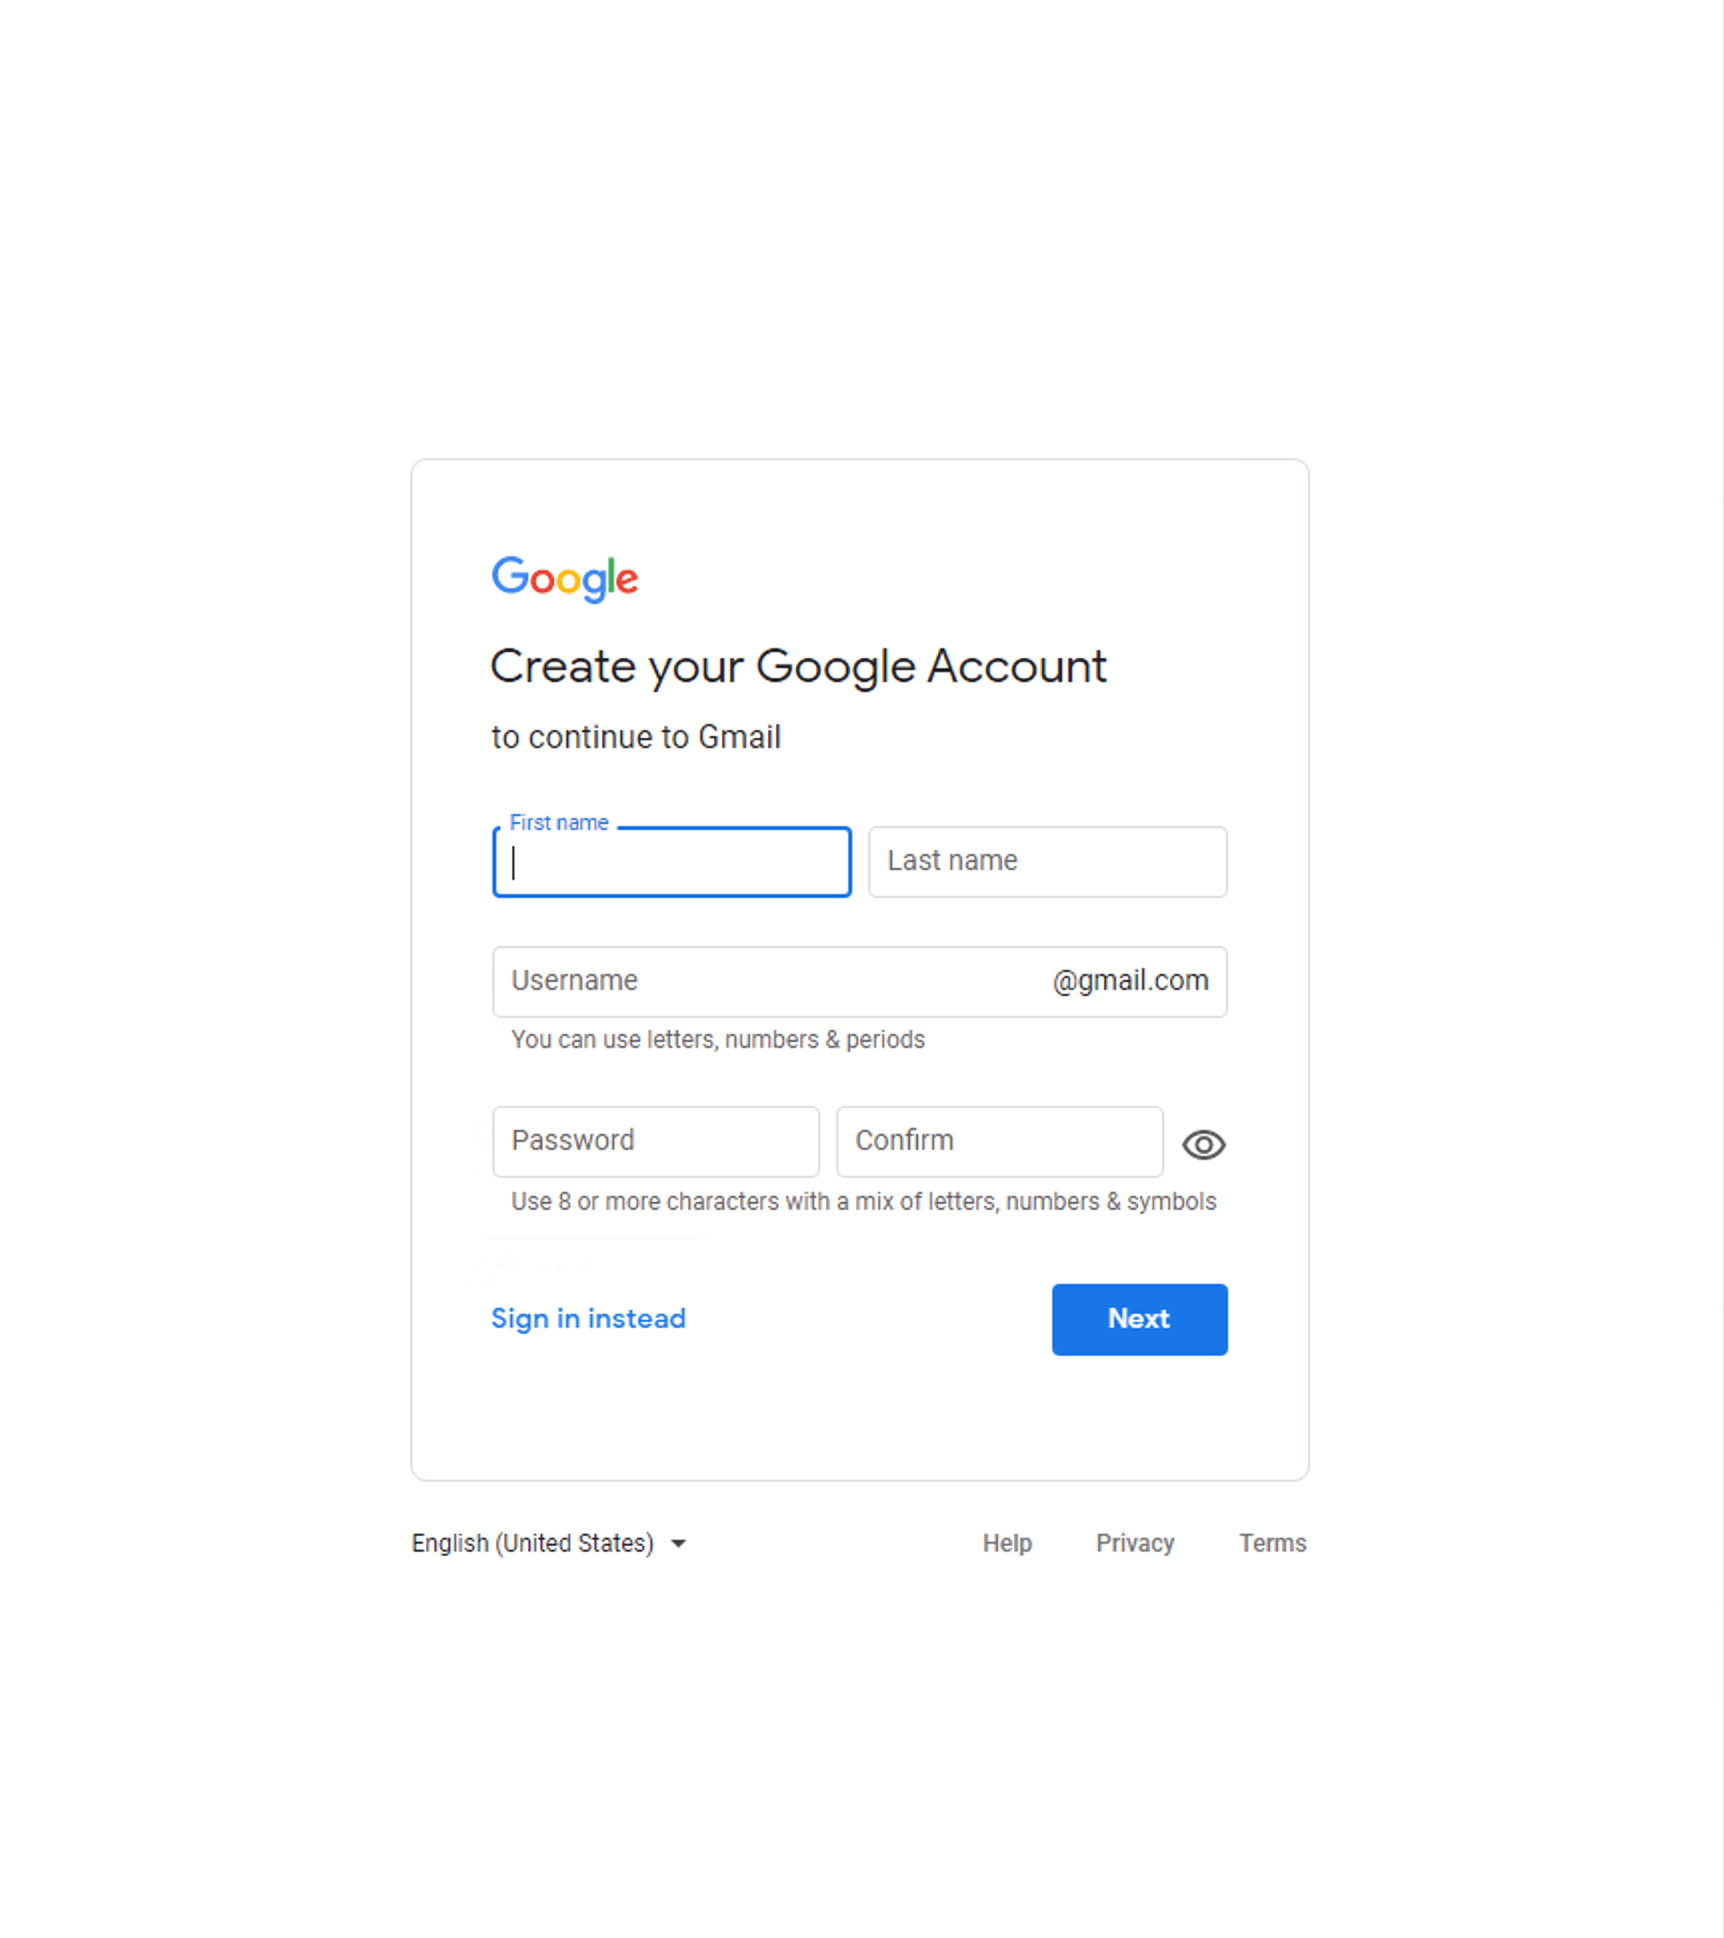 Google
Create your Google Account
to continue to Gmail
First name
Last name
Username @gmail.com
You can use letters, numbers & periods
Password
Confirm
Use 8 or more characters with a mix of letters, numbers & symbols
Sign in instead
Next
English (United States)
Help
Privacy
Terms